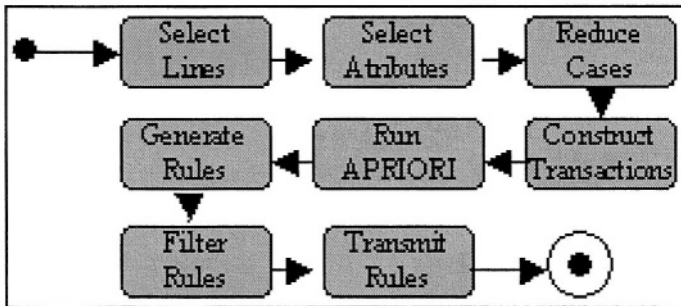 Select
Lines
Select
Atributes
Reduce
Cases
Construct
Transactions
Run
APRIORI
Generate
Rules
Filter
Rules
Transmit
Rules